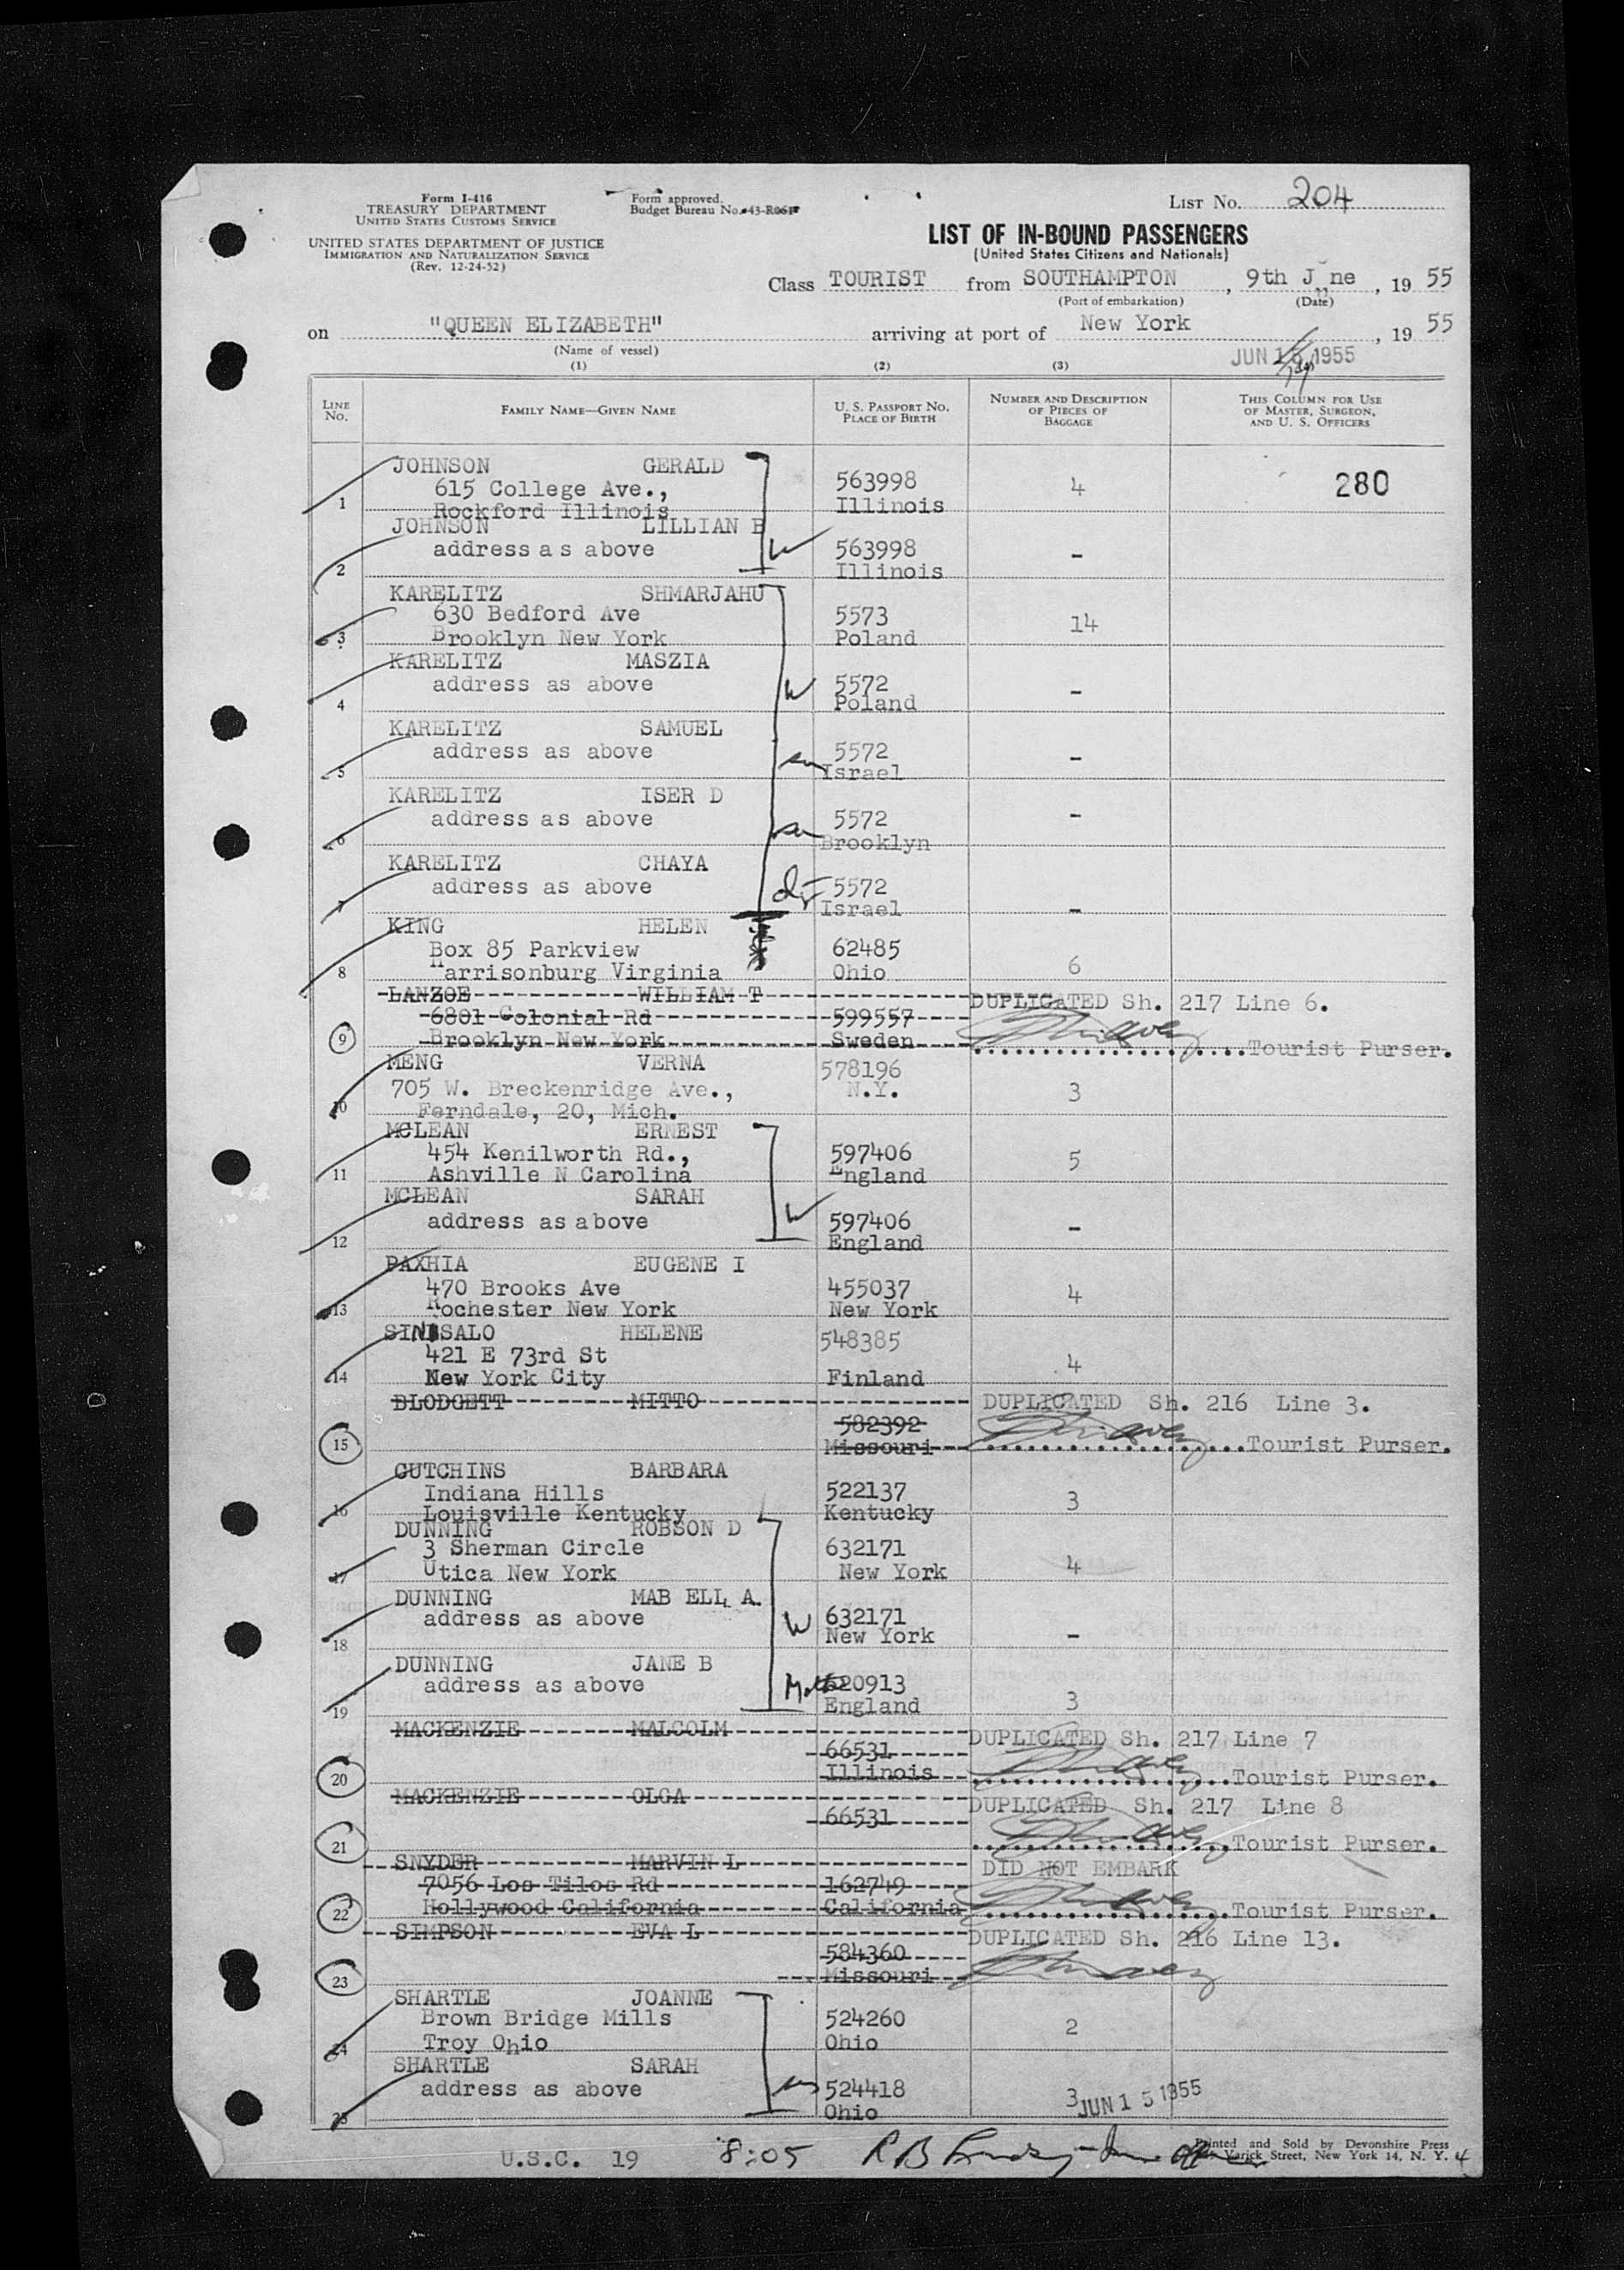 Form I-416
TREASURY DEPARTMENT
UNITED STATES CUSTOMS SERVICE
UNITED STATES DEPARTMENT OF JUSTICE
IMMIGRATION AND NATURALIZATION SERVICE
(Rev. 12-24-52)
Form approved.
Budget Bureau No. 43-R061
LIST NO. 204
LIST OF IN-BOUND PASSENGERS
(United States Citizens and Nationals)
Class TOURIST from SOUTHAMPTON, 9th J ne, 19 55
(Port of embarkation) (Date)
on "QUEEN ELIZABETH" arriving at port of New York, 19 55
(Name of vessel)
JUN 1 1955
(1) (2) (3)
LINE NO. FAMILY NAME—GIVEN NAME U. S. PASSPORT NO. PLACE OF BIRTH NUMBER AND DESCRIPTION OF PIECES OF BAGGAGE THIS COLUMN FOR USE OF MASTER, SURGEON, AND U. S. OFFICERS
JOHNSON GERALD
615 College Ave., 563998 4 280
1 Rockford Illinois Illinois
JOHNSON LILLIAN B
address as above W 563998 -
2 Illinois
KARELITZ SHMARJAHU
630 Bedford Ave 5573 14
3 Brooklyn New York Poland
KARELITZ MASZIA
address as above W 5572 -
4 Poland
KARELITZ SAMUEL
address as above 5572 -
5 Israel
KARELITZ ISER D
address as above 5572 -
6 Brooklyn
KARELITZ CHAYA
address as above 5572
7 Israel -
KING HELEN
Box 85 Parkview 62485
8 Harrisonburg Virginia Ohio 6
LANZOE WILLIAM T DUPLICATED Sh. 217 Line 6.
6801 Colonial Rd 599557
9 Brooklyn New York Sweden Tourist Purser.
MENG VERNA 578196
705 W. Breckenridge Ave., N.Y. 3
10 Ferndale, 20, Mich.
MCLEAN ERNEST
454 Kenilworth Rd., 597406 5
11 Ashville N Carolina England
MCLEAN SARAH
address as above W 597406 -
12 England
PAXHIA EUGENE I
470 Brooks Ave 455037 4
13 Rochester New York New York
SINISALO HELENE 548385
421 E 73rd St 4
14 New York City Finland
BLODGETT MITTO DUPLICATED Sh. 216 Line 3.
582392
15 Missouri Tourist Purser.
CUTCHINS BARBARA
Indiana Hills 522137 3
16 Louisville Kentucky Kentucky
DUNNING ROBSON D
3 Sherman Circle 632171 4
17 Utica New York New York
DUNNING MAB ELL A.
address as above W 632171
18 New York -
DUNNING JANE B
address as above 620913
19 England 3
MACKENZIE MALCOLM DUPLICATED Sh. 217 Line 7
66531
20 Illinois Tourist Purser.
MACKENZIE OLGA DUPLICATED Sh. 217 Line 8
66531
21 Tourist Purser.
SNYDER MARVIN L DID NOT EMBARK
7056 Los Tilos Rd 162749
22 Hollywood California California Tourist Purser.
SIMPSON EVA L DUPLICATED Sh. 216 Line 13.
584360
23 Missouri
SHARTLE JOANNE
Brown Bridge Mills 524260 2
24 Troy Ohio Ohio
SHARTLE SARAH
address as above 524418 3 JUN 15 1955
25 Ohio
U.S.C. 19 8:05
Printed and Sold by Devonshire Press
Varick Street, New York 14, N. Y.